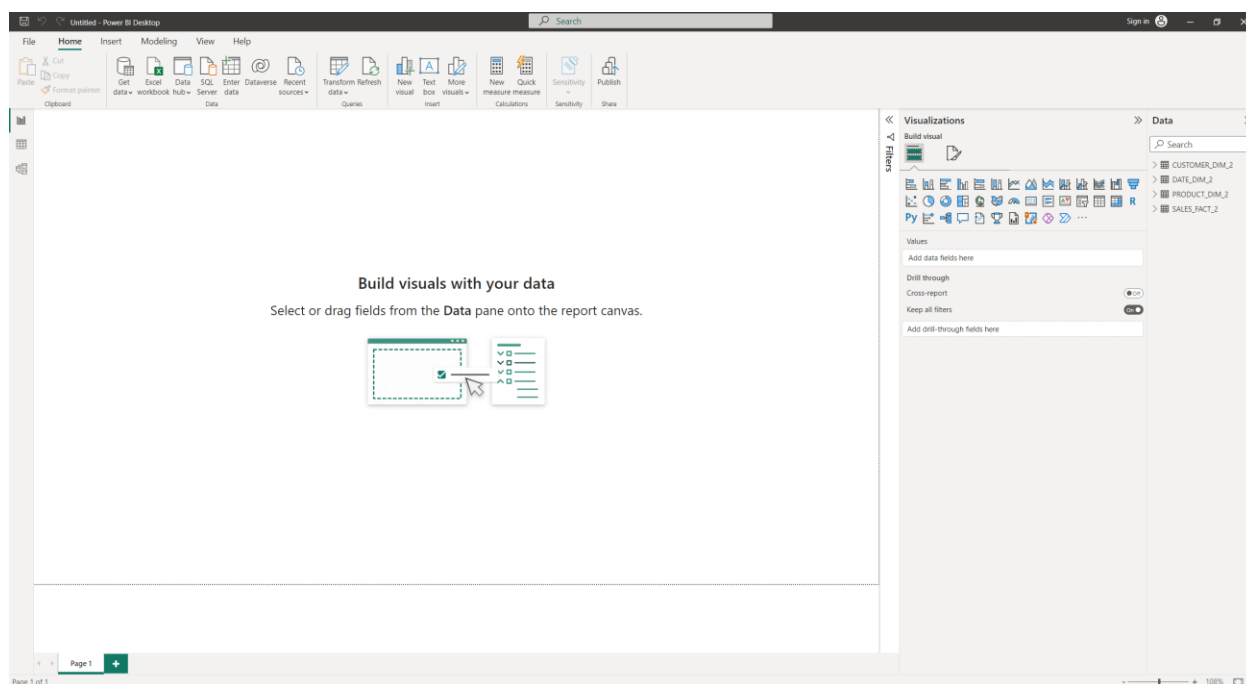 Untitled - Power BI Desktop
Search
Sign in
File Home Insert Modeling View Help
Paste
Cut
Copy
Format painter
Clipboard
Get data
Excel workbook
Data hub
SQL Server
Enter data
Dataverse
Recent sources
Data
Transform data
Refresh
Queries
New visual
Text box
More visuals
Insert
New measure
Quick measure
Calculations
Sensitivity
Sensitivity
Publish
Share
Filters
Build visuals with your data
Select or drag fields from the Data pane onto the report canvas.
Visualizations
Build visual
R
Py
Values
Add data fields here
Drill through
Cross-report
Off
Keep all filters
On
Add drill-through fields here
Data
Search
CUSTOMER_DIM_2
DATE_DIM_2
PRODUCT_DIM_2
SALES_FACT_2
Page 1
Page 1 of 1
108%